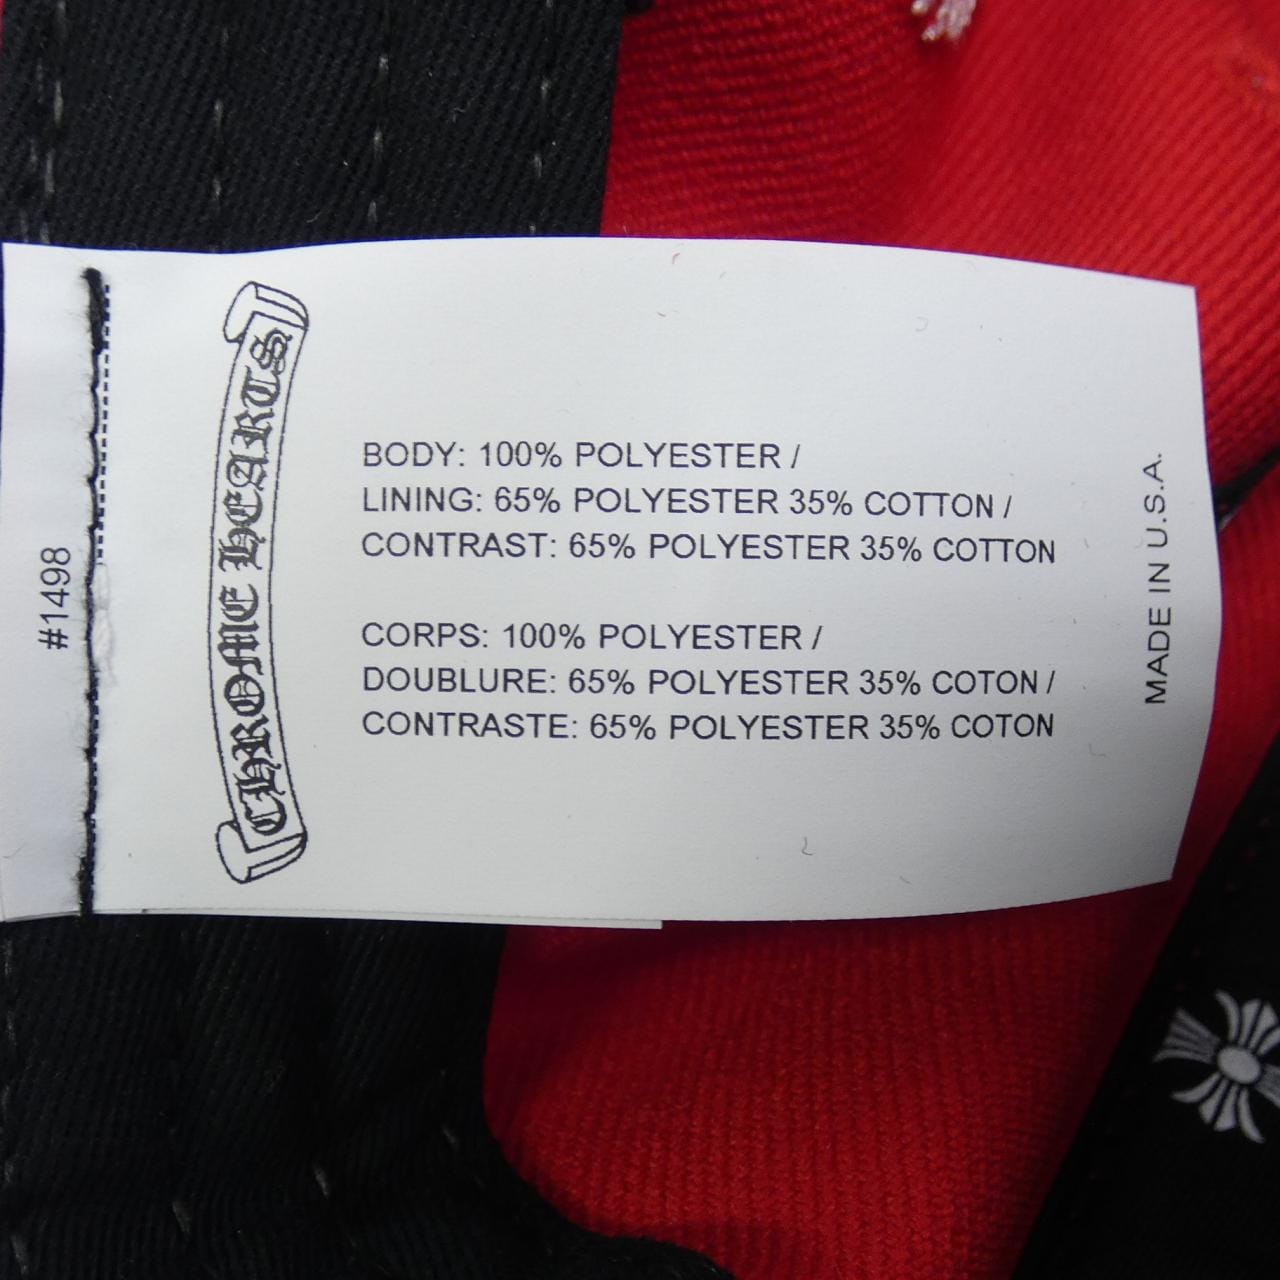 #1498
CHROME HEARTS
BODY: 100% POLYESTER /
LINING: 65% POLYESTER 35% COTTON /
CONTRAST: 65% POLYESTER 35% COTTON
CORPS: 100% POLYESTER /
DOUBLURE: 65% POLYESTER 35% COTON /
CONTRASTE: 65% POLYESTER 35% COTON
MADE IN U.S.A.